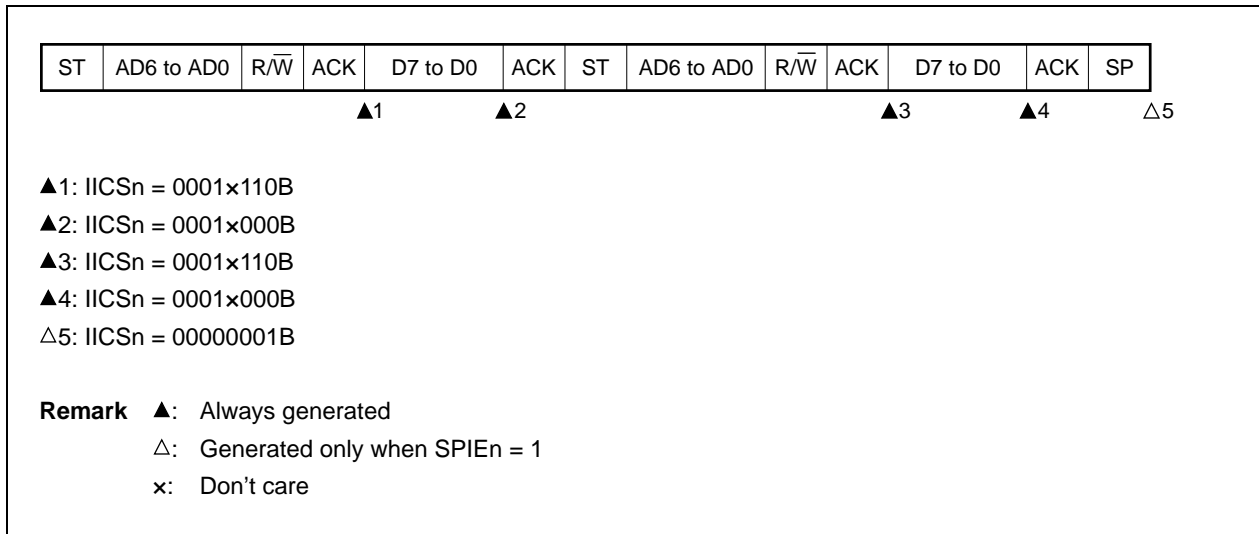 ST AD6 to AD0 R/W̅ ACK D7 to D0 ACK ST AD6 to AD0 R/W̅ ACK D7 to D0 ACK SP
▲1 ▲2 ▲3 ▲4 △5
▲1: IICSn = 0001×110B
▲2: IICSn = 0001×000B
▲3: IICSn = 0001×110B
▲4: IICSn = 0001×000B
△5: IICSn = 00000001B
Remark ▲: Always generated
△: Generated only when SPIEn = 1
×: Don't care